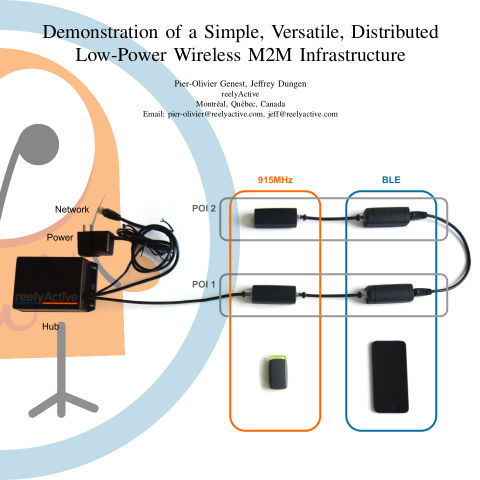 Demonstration of a Simple, Versatile, Distributed
Low-Power Wireless M2M Infrastructure
Pier-Olivier Genest, Jeffrey Dungen
reelyActive
Montréal, Québec, Canada
Email: pier-olivier@reelyactive.com, jeff@reelyactive.com
915MHz
BLE
POI 2
Network
Power
POI 1
reelyActive
Hub